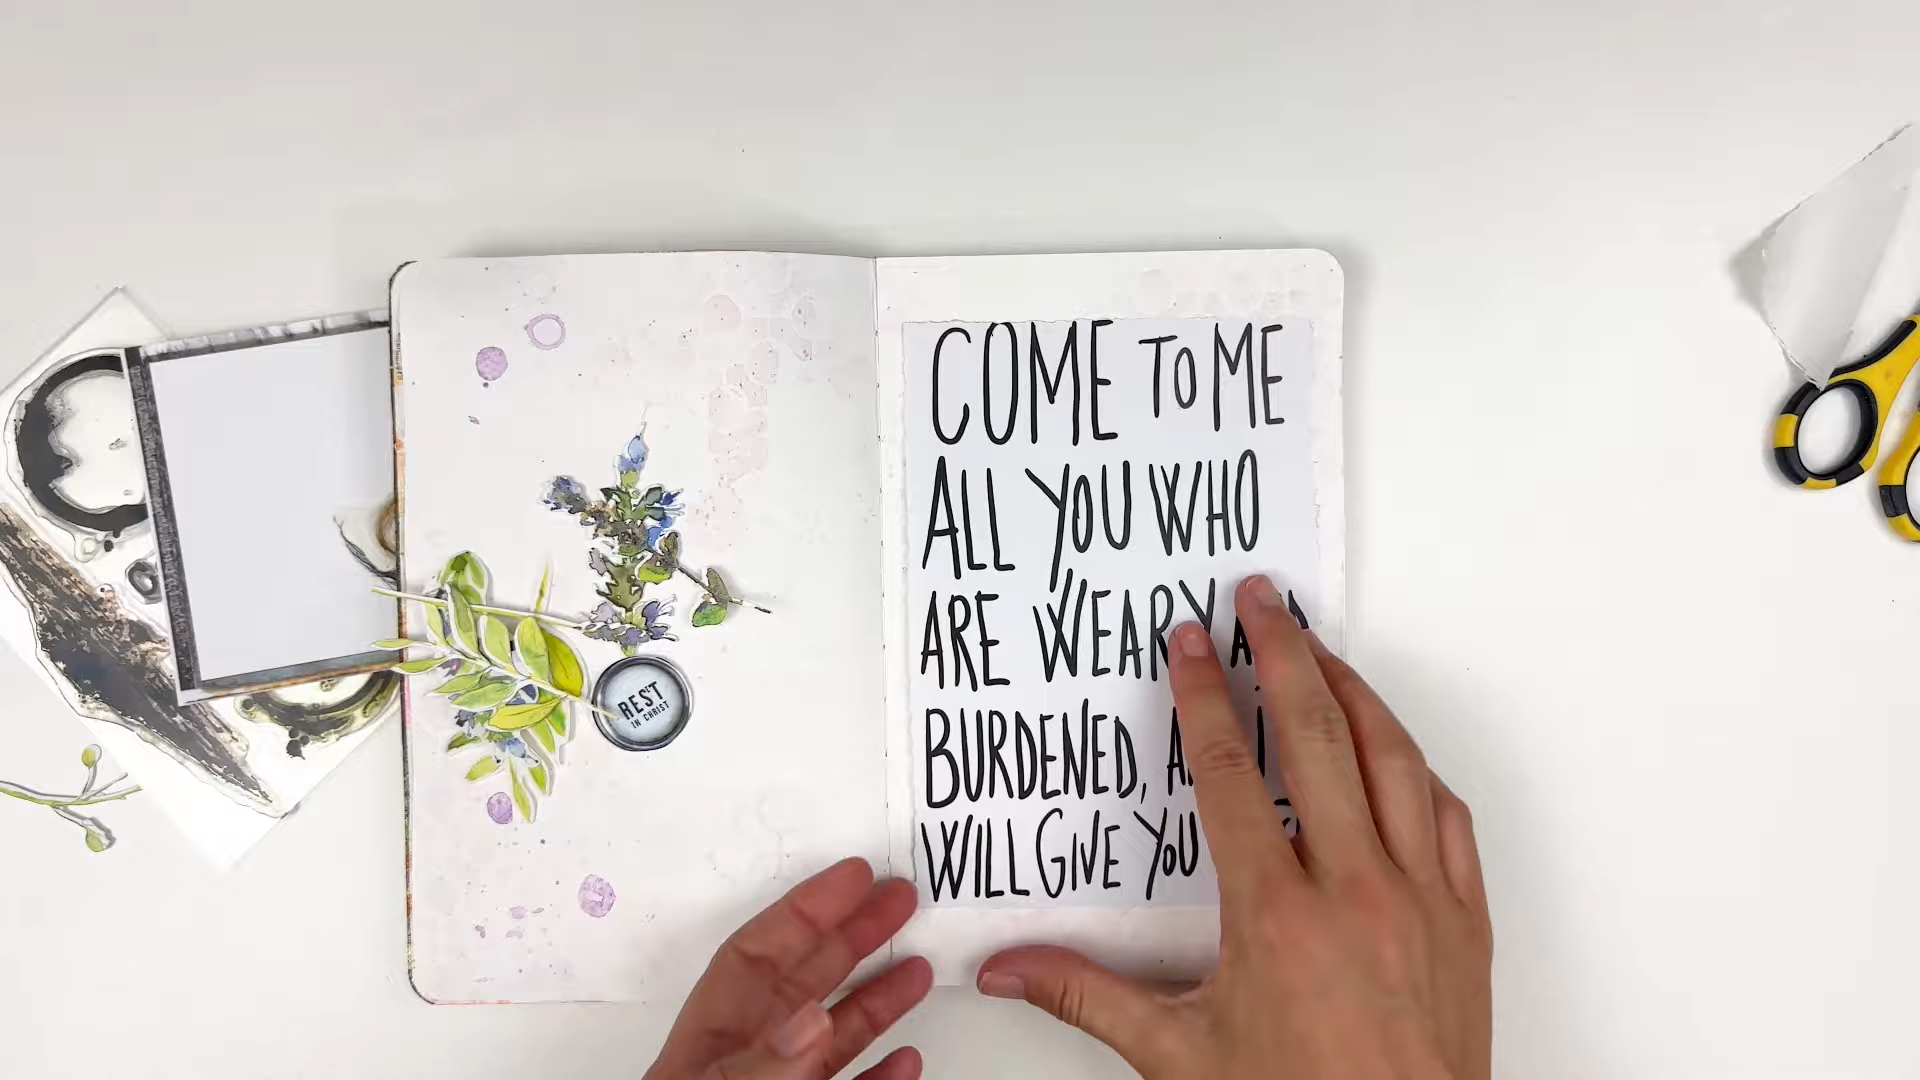 REST
IN CHRIST
COME TO ME
ALL YOU WHO
ARE WEARY
BURDENED,
WILL GIVE YOU